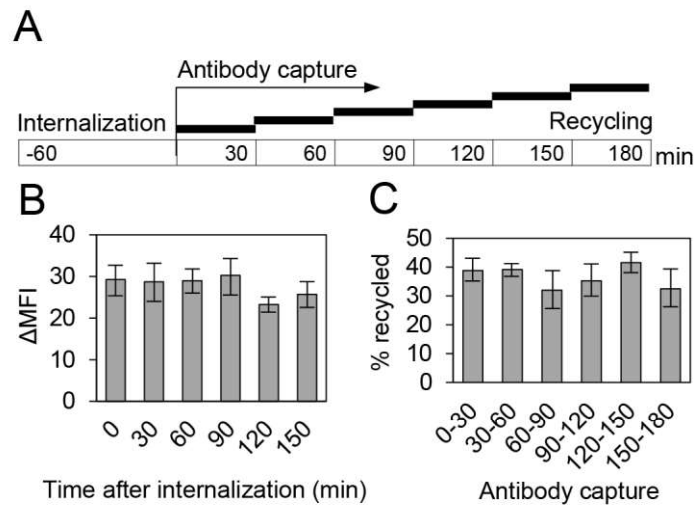 A
Antibody capture
Internalization
Recycling
-60 30 60 90 120 150 180 min
B
ΔMFI
40
30
20
10
0
0 30 60 90 120 150
Time after internalization (min)
C
% recycled
50
40
30
20
10
0
0-30 30-60 60-90 90-120 120-150 150-180
Antibody capture